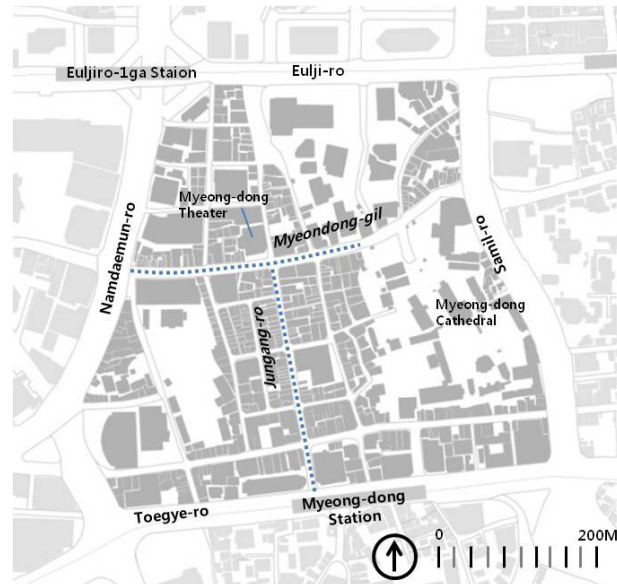 Euljiro-1ga Staion
Eulji-ro
Myeong-dong
Theater
Myeondong-gil
Namdaemun-ro
Samil-ro
Myeong-dong
Cathedral
Jungang-ro
Toegye-ro
Myeong-dong
Station
0
200M